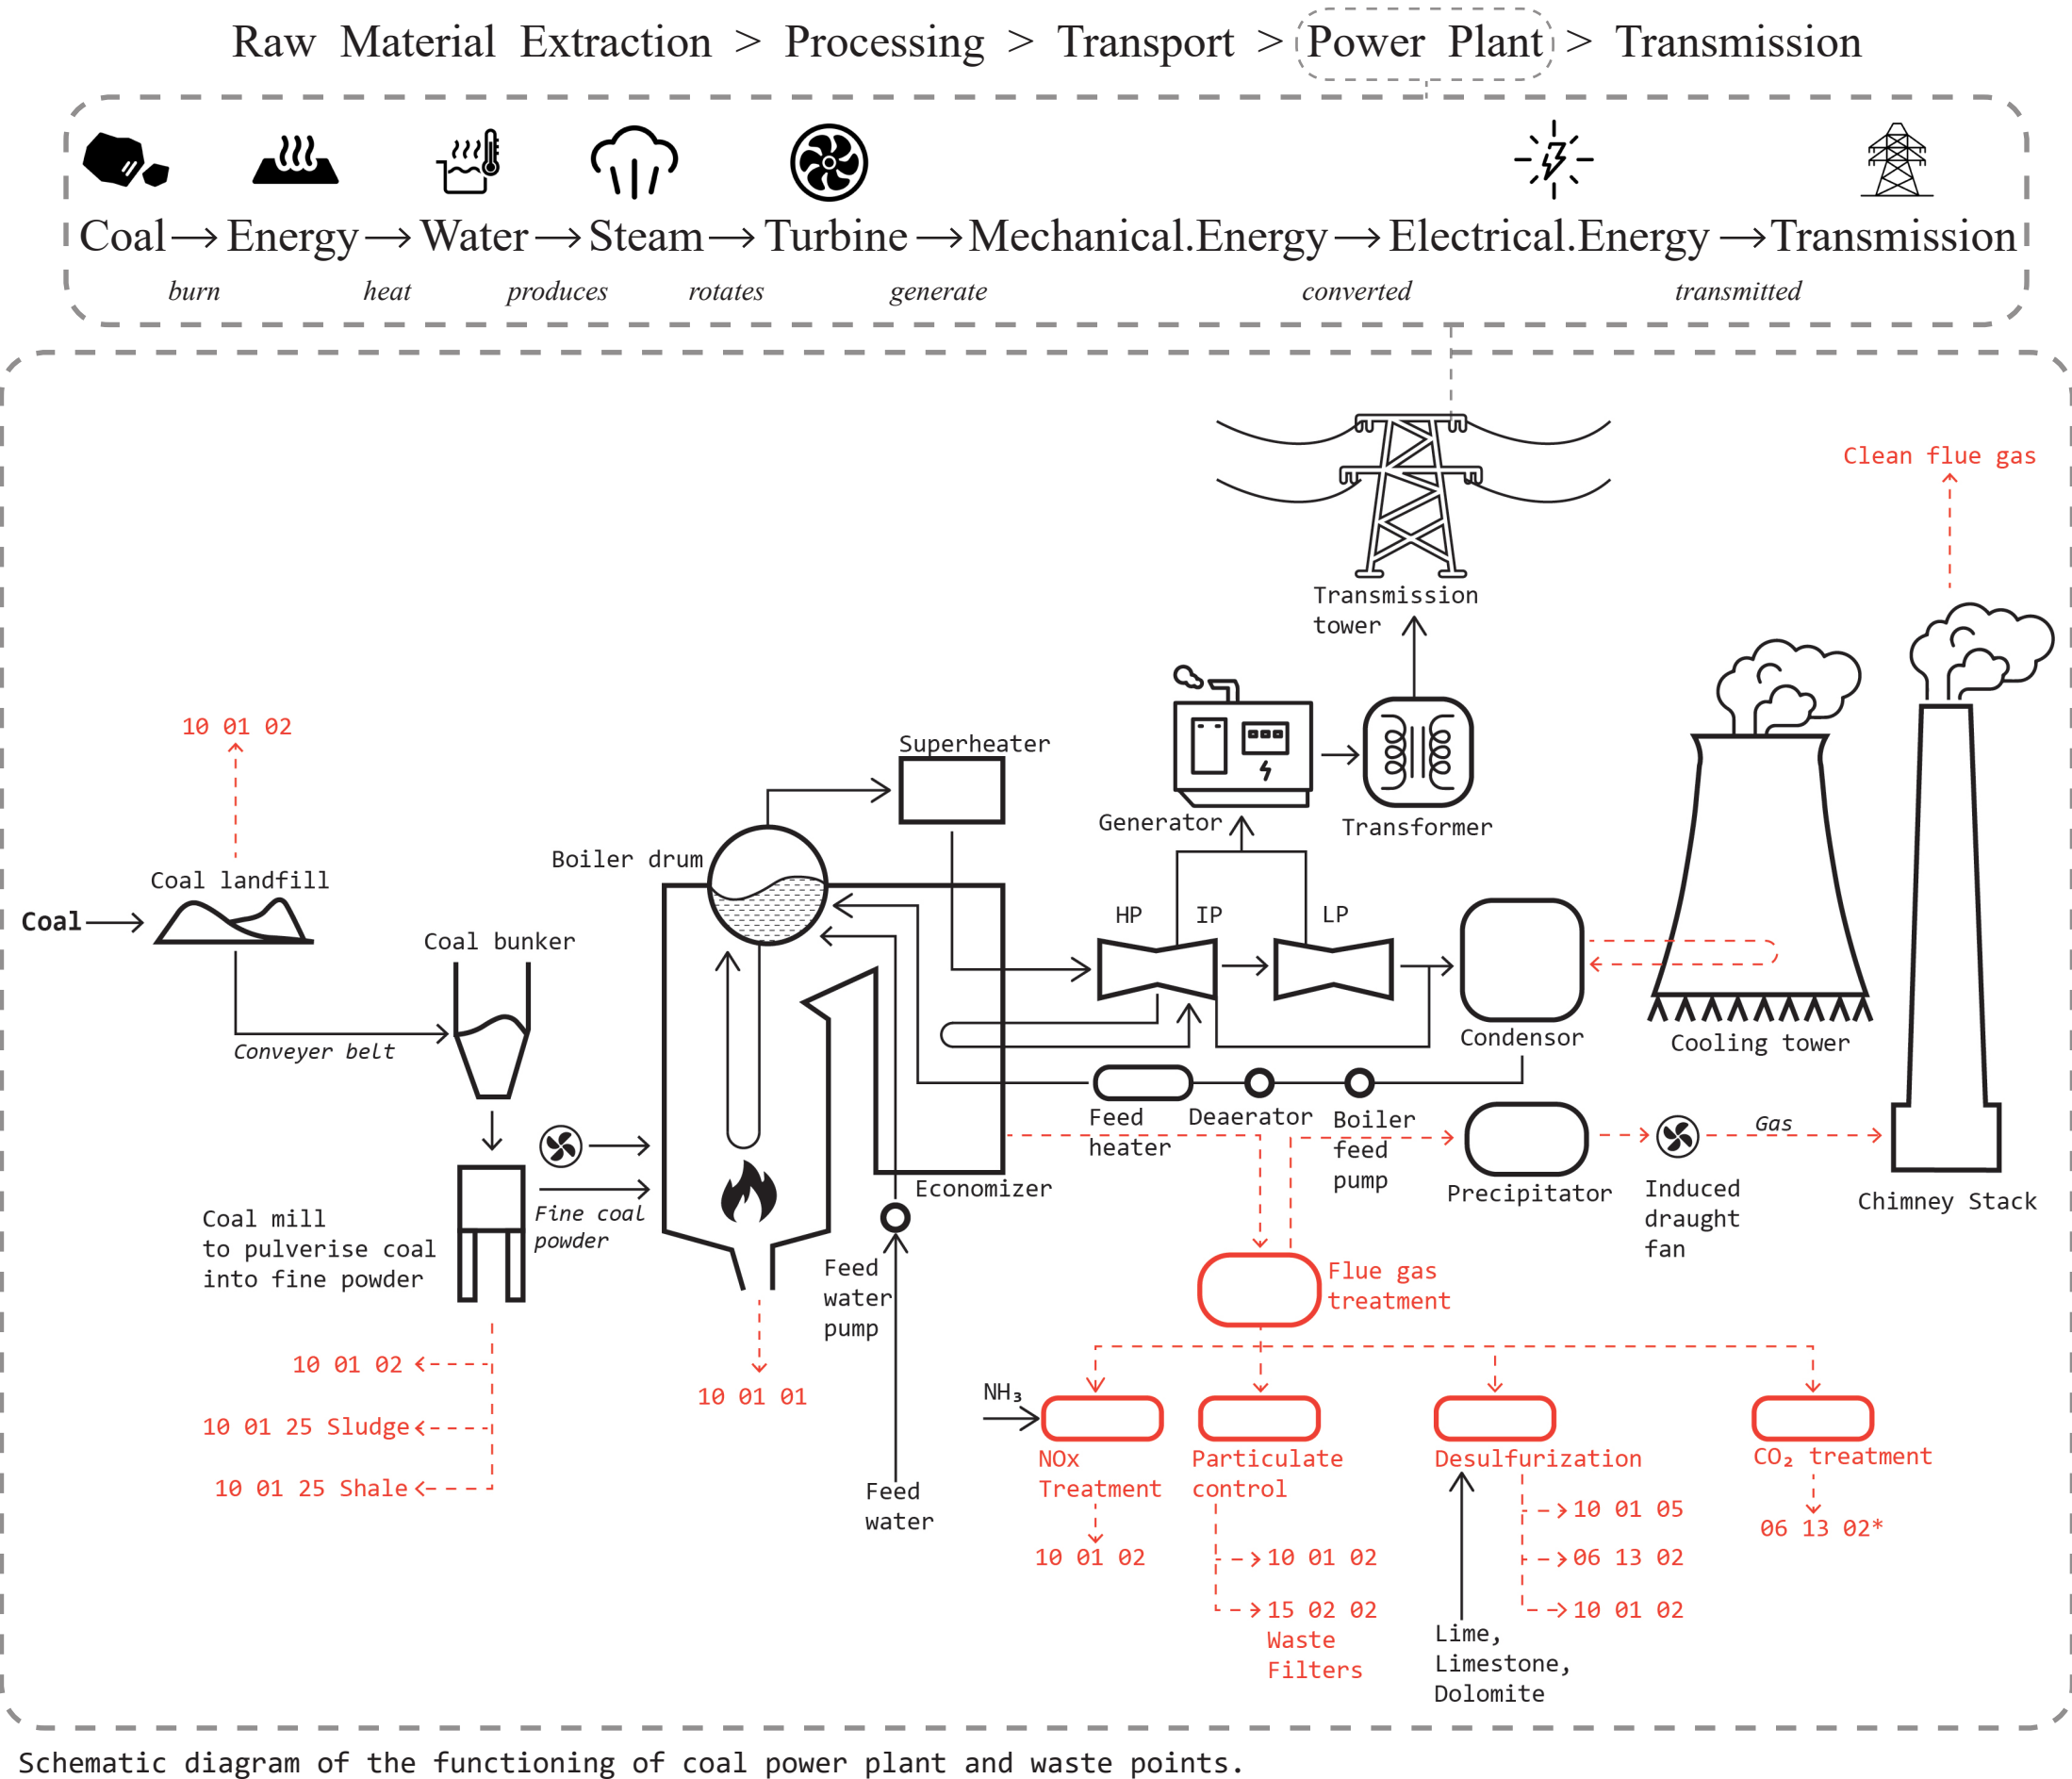 Raw Material Extraction > Processing > Transport > Power Plant > Transmission
Coal→Energy→Water→Steam→Turbine→Mechanical.Energy→Electrical.Energy→Transmission
burn heat produces rotates generate converted transmitted
Clean flue gas
Transmission
tower
10 01 02
Superheater
Generator
Transformer
Boiler drum
Coal landfill
Coal
HP IP LP
Coal bunker
Conveyer belt
Condensor
Cooling tower
Feed
heater
Deaerator
Boiler
feed
pump
Gas
Economizer
Precipitator
Induced
draught
fan
Chimney Stack
Coal mill
to pulverise coal
into fine powder
Fine coal
powder
Feed
water
pump
Flue gas
treatment
10 01 02
10 01 25 Sludge
10 01 25 Shale
10 01 01
Feed
water
NH₃
NOx
Treatment
10 01 02
Particulate
control
10 01 02
15 02 02
Waste
Filters
Desulfurization
10 01 05
06 13 02
10 01 02
Lime,
Limestone,
Dolomite
CO₂ treatment
06 13 02*
Schematic diagram of the functioning of coal power plant and waste points.